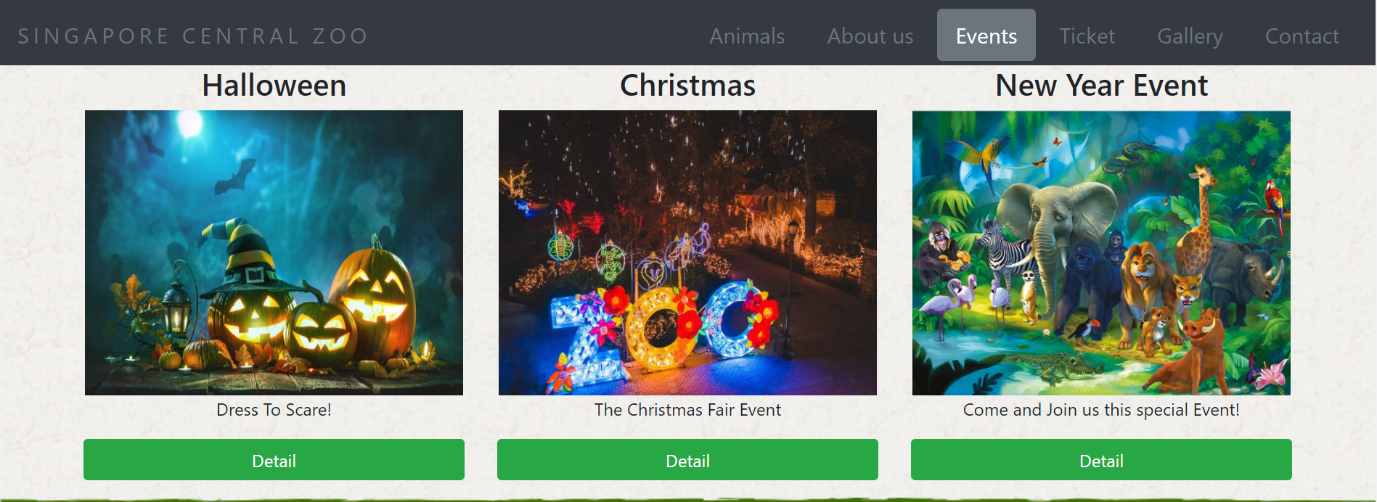 SINGAPORE CENTRAL ZOO
Animals
About us
Events
Ticket
Gallery
Contact
Halloween
Christmas
New Year Event
ZOO
Dress To Scare!
The Christmas Fair Event
Come and Join us this special Event!
Detail
Detail
Detail